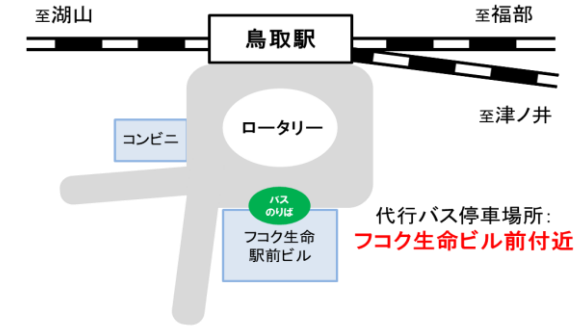 至湖山
至福部
鳥取駅
至津ノ井
ロータリー
コンビニ
バス
のりば
フコク生命
駅前ビル
代行バス停車場所:
フコク生命ビル前付近